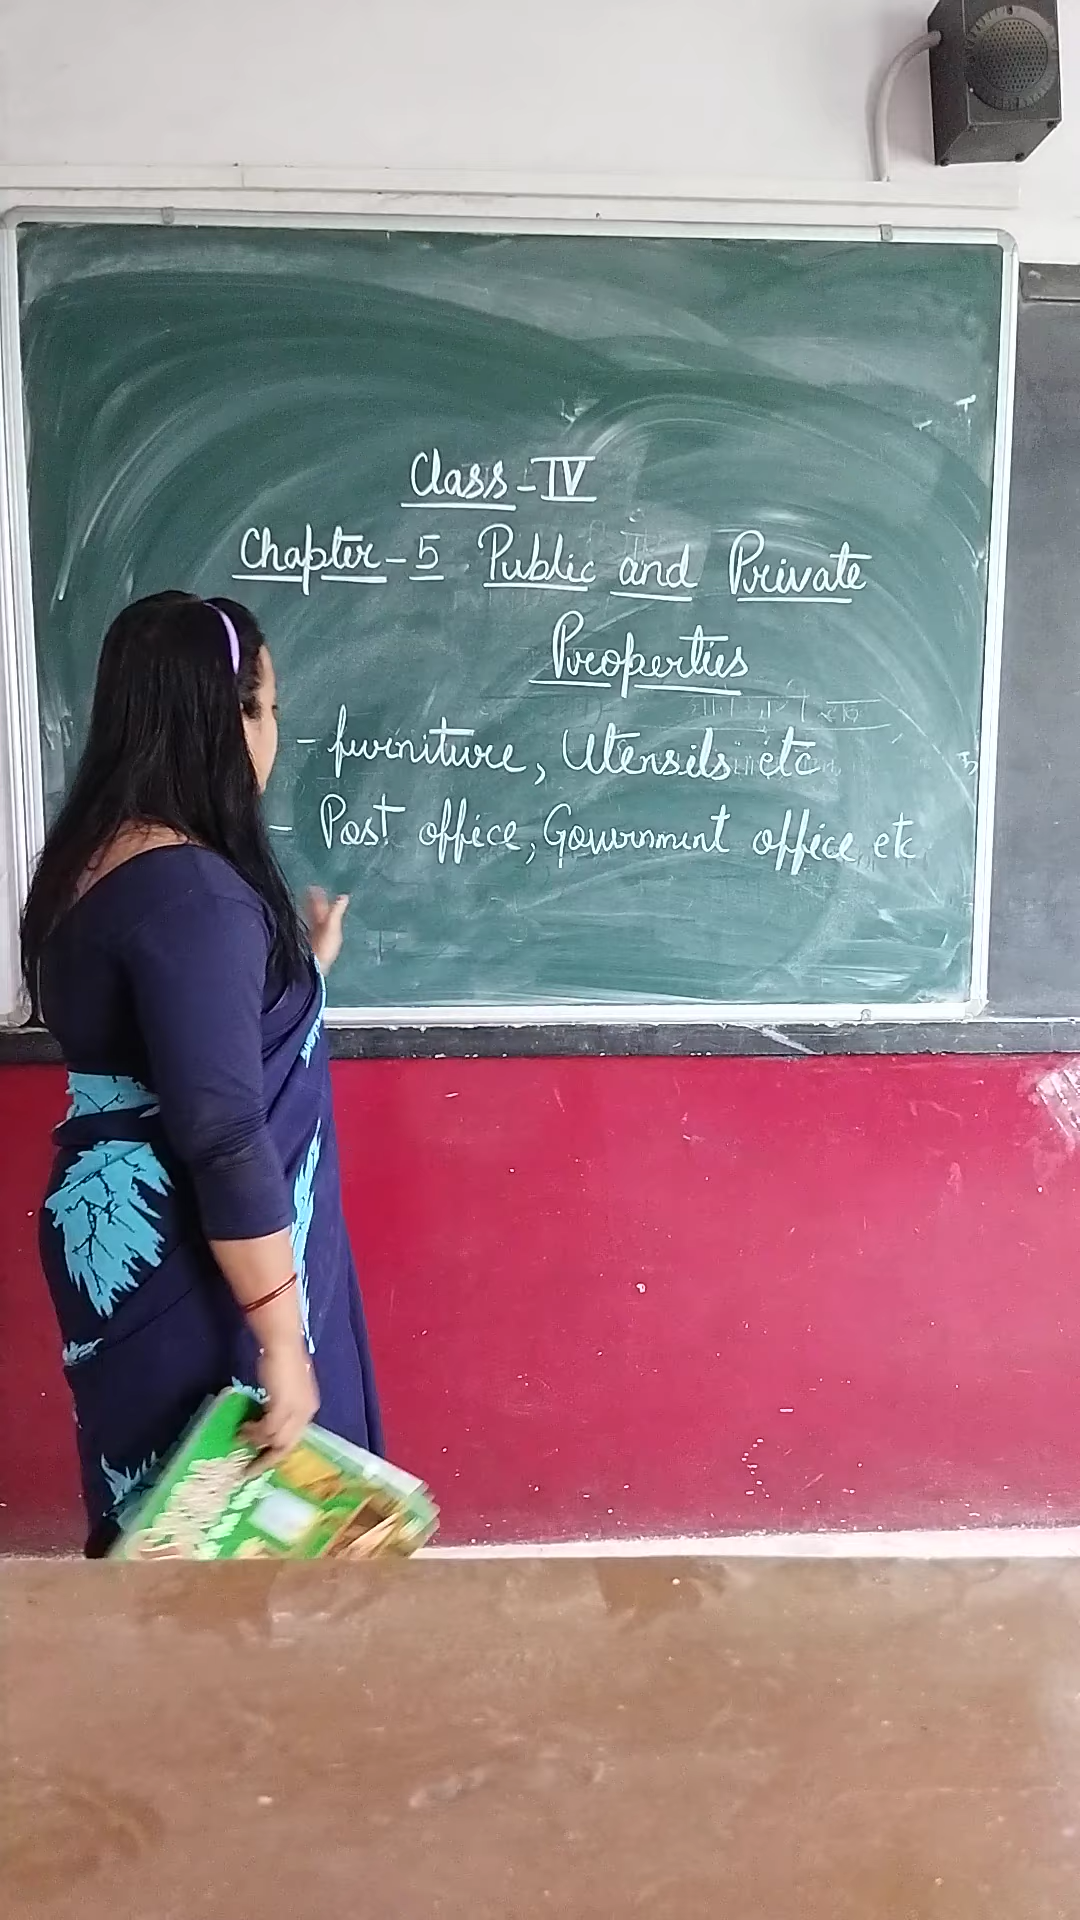 Class - IV
Chapter - 5 Public and Private
Properties
- furniture, Utensils etc
- Post office, Government office etc